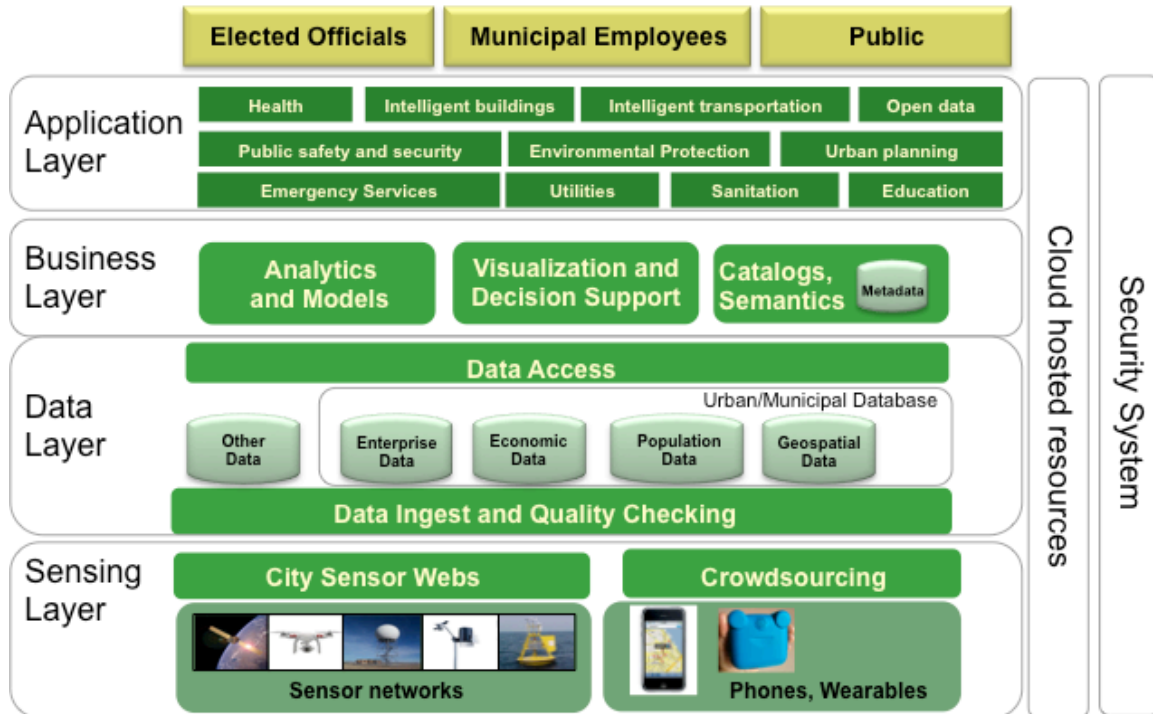 Elected Officials
Municipal Employees
Public
Application
Layer
Health
Intelligent buildings
Intelligent transportation
Open data
Public safety and security
Environmental Protection
Urban planning
Emergency Services
Utilities
Sanitation
Education
Business
Layer
Analytics
and Models
Visualization and
Decision Support
Catalogs,
Semantics
Metadata
Data
Layer
Data Access
Urban/Municipal Database
Other
Data
Enterprise
Data
Economic
Data
Population
Data
Geospatial
Data
Data Ingest and Quality Checking
Sensing
Layer
City Sensor Webs
Crowdsourcing
Sensor networks
Phones, Wearables
Cloud hosted resources
Security System